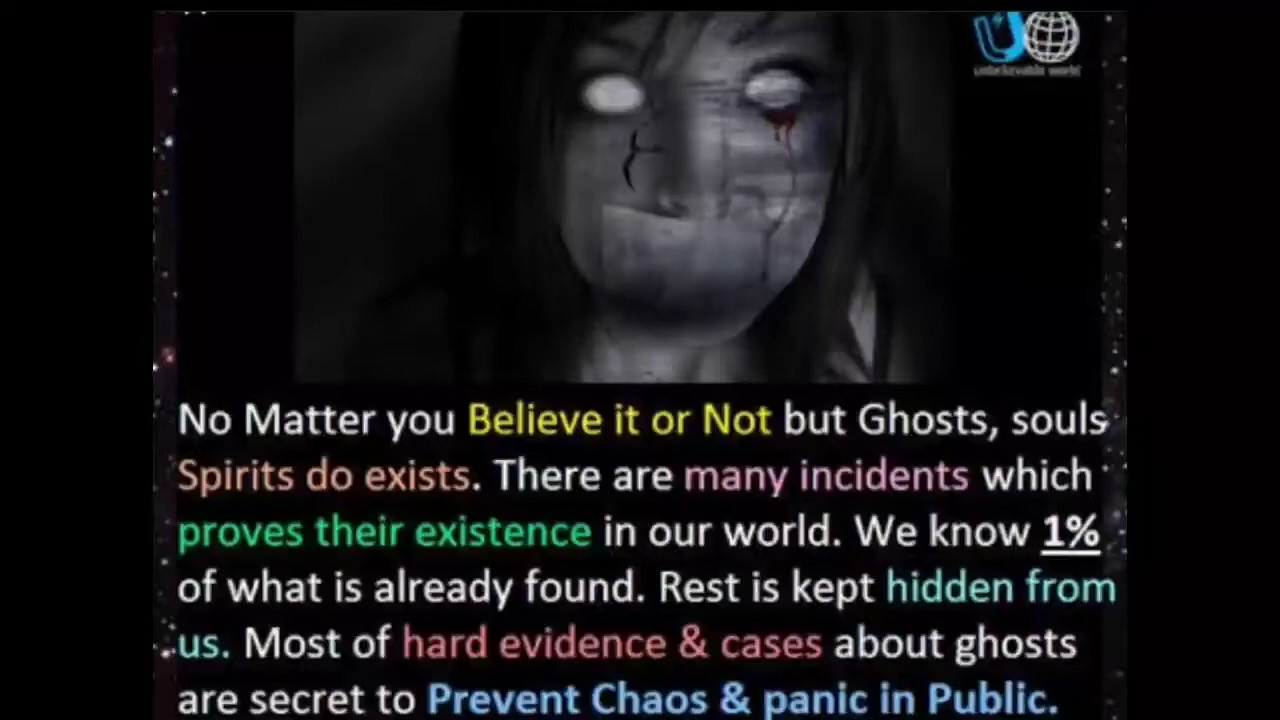 unbelievable world
No Matter you Believe it or Not but Ghosts, souls
Spirits do exists. There are many incidents which
proves their existence in our world. We know 1%
of what is already found. Rest is kept hidden from
us. Most of hard evidence & cases about ghosts
are secret to Prevent Chaos & panic in Public.